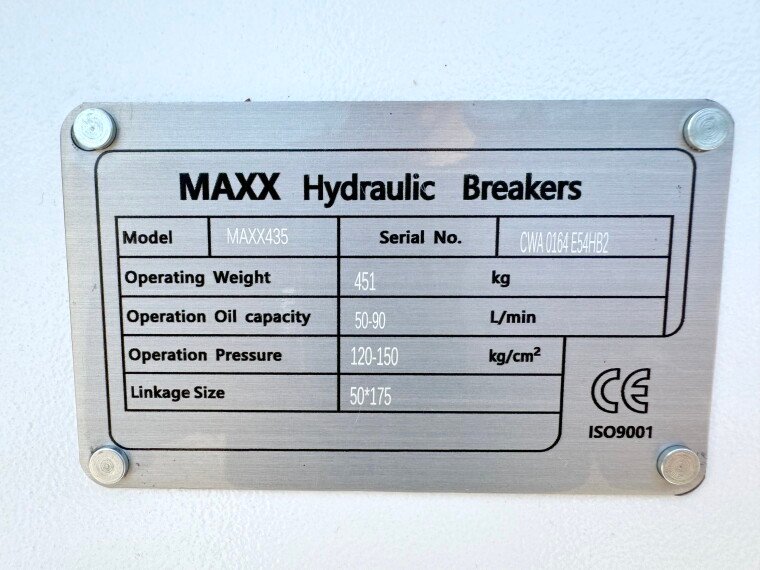 MAXX Hydraulic Breakers
Model MAXX435 Serial No. CWA 0164 E54HB2
Operating Weight 451 kg
Operation Oil capacity 50-90 L/min
Operation Pressure 120-150 kg/cm²
Linkage Size 50*175
CE
ISO9001